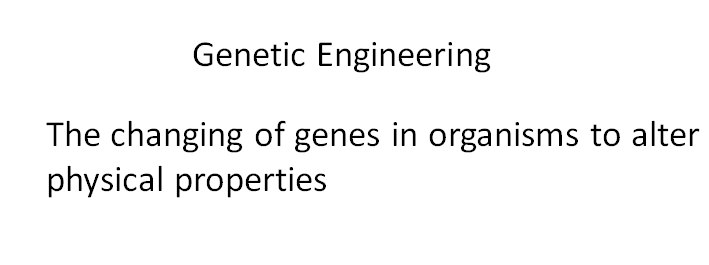 Genetic Engineering
The changing of genes in organisms to alter
physical properties